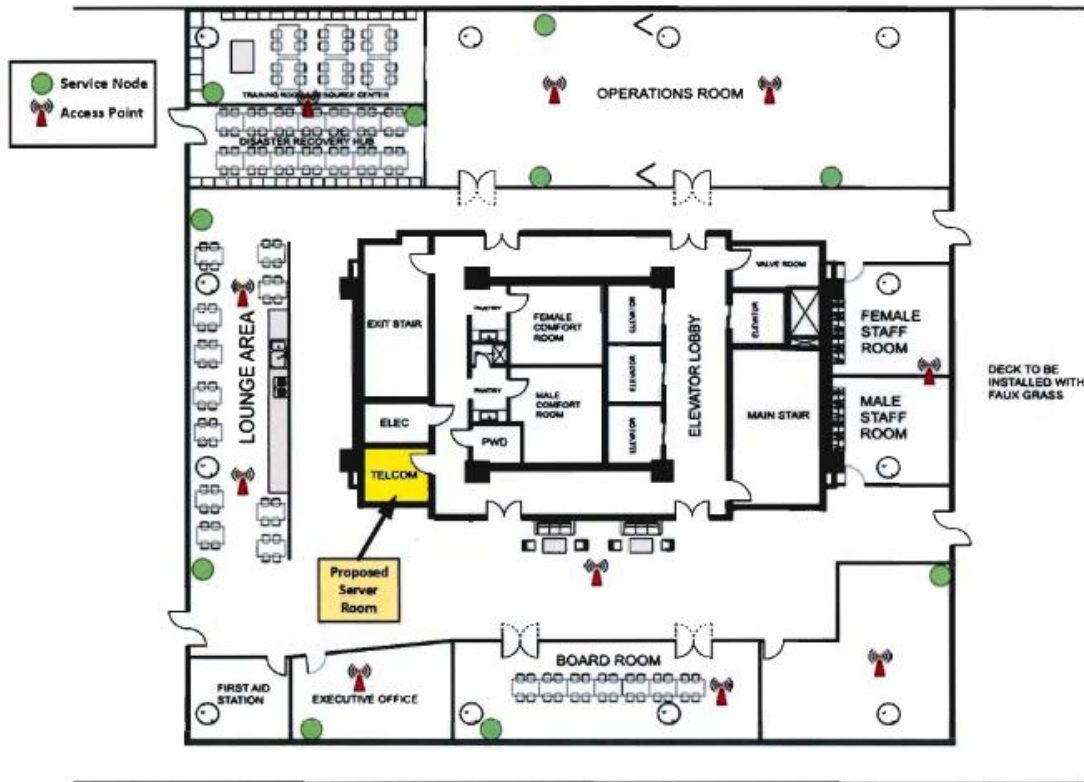 Service Node
Access Point
TRAINING ROOM
RESOURCE CENTER
DISASTER RECOVERY HUB
OPERATIONS ROOM
VALVE ROOM
EXIT STAIR
PANTRY
FEMALE
COMFORT
ROOM
ELEVATOR
ELEVATOR
FEMALE
STAFF
ROOM
LOUNGE AREA
ELEVATOR LOBBY
DECK TO BE
INSTALLED WITH
FAUX GRASS
ELEVATOR
PANTRY
MALE
COMFORT
ROOM
MALE
STAFF
ROOM
ELEC
MAIN STAIR
ELEVATOR
PWD
TELCOM
Proposed
Server
Room
BOARD ROOM
FIRST AID
STATION
EXECUTIVE OFFICE